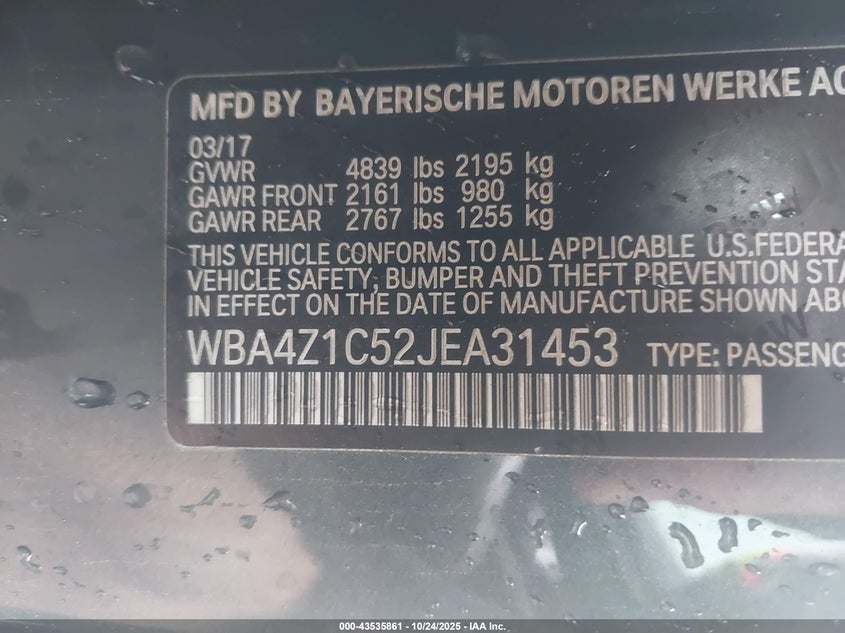 MFD BY BAYERISCHE MOTOREN WERKE AG
03/17
GVWR 4839 lbs 2195 kg
GAWR FRONT 2161 lbs 980 kg
GAWR REAR 2767 lbs 1255 kg
THIS VEHICLE CONFORMS TO ALL APPLICABLE U.S.FEDERA
VEHICLE SAFETY, BUMPER AND THEFT PREVENTION STA
IN EFFECT ON THE DATE OF MANUFACTURE SHOWN ABO
WBA4Z1C52JEA31453 TYPE: PASSENG
000-43535861 - 10/24/2025 - IAA Inc.